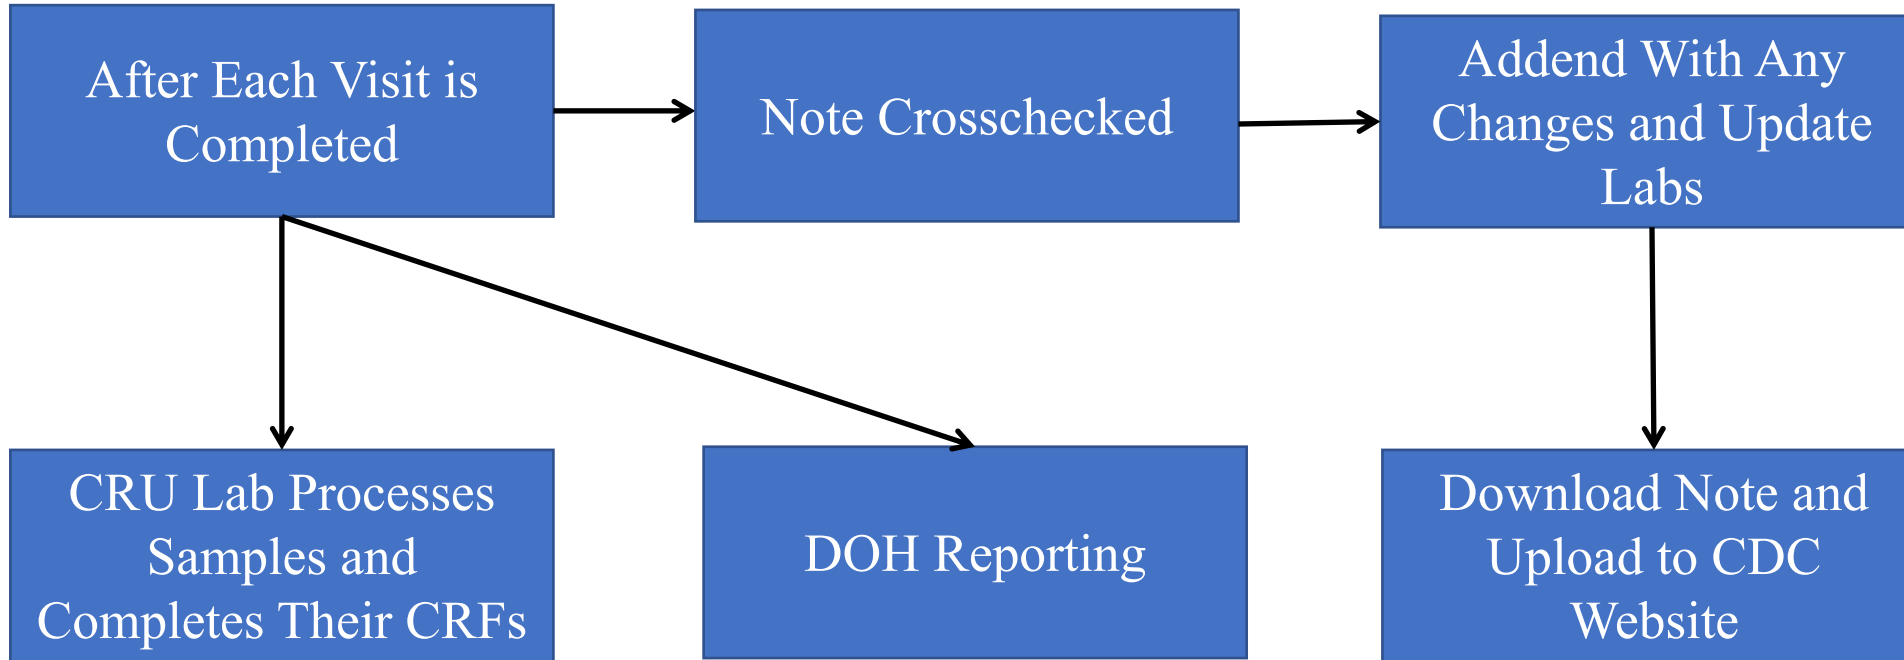 After Each Visit is
Completed
Note Crosschecked
Addend With Any
Changes and Update
Labs
CRU Lab Processes
Samples and
Completes Their CRFs
DOH Reporting
Download Note and
Upload to CDC
Website